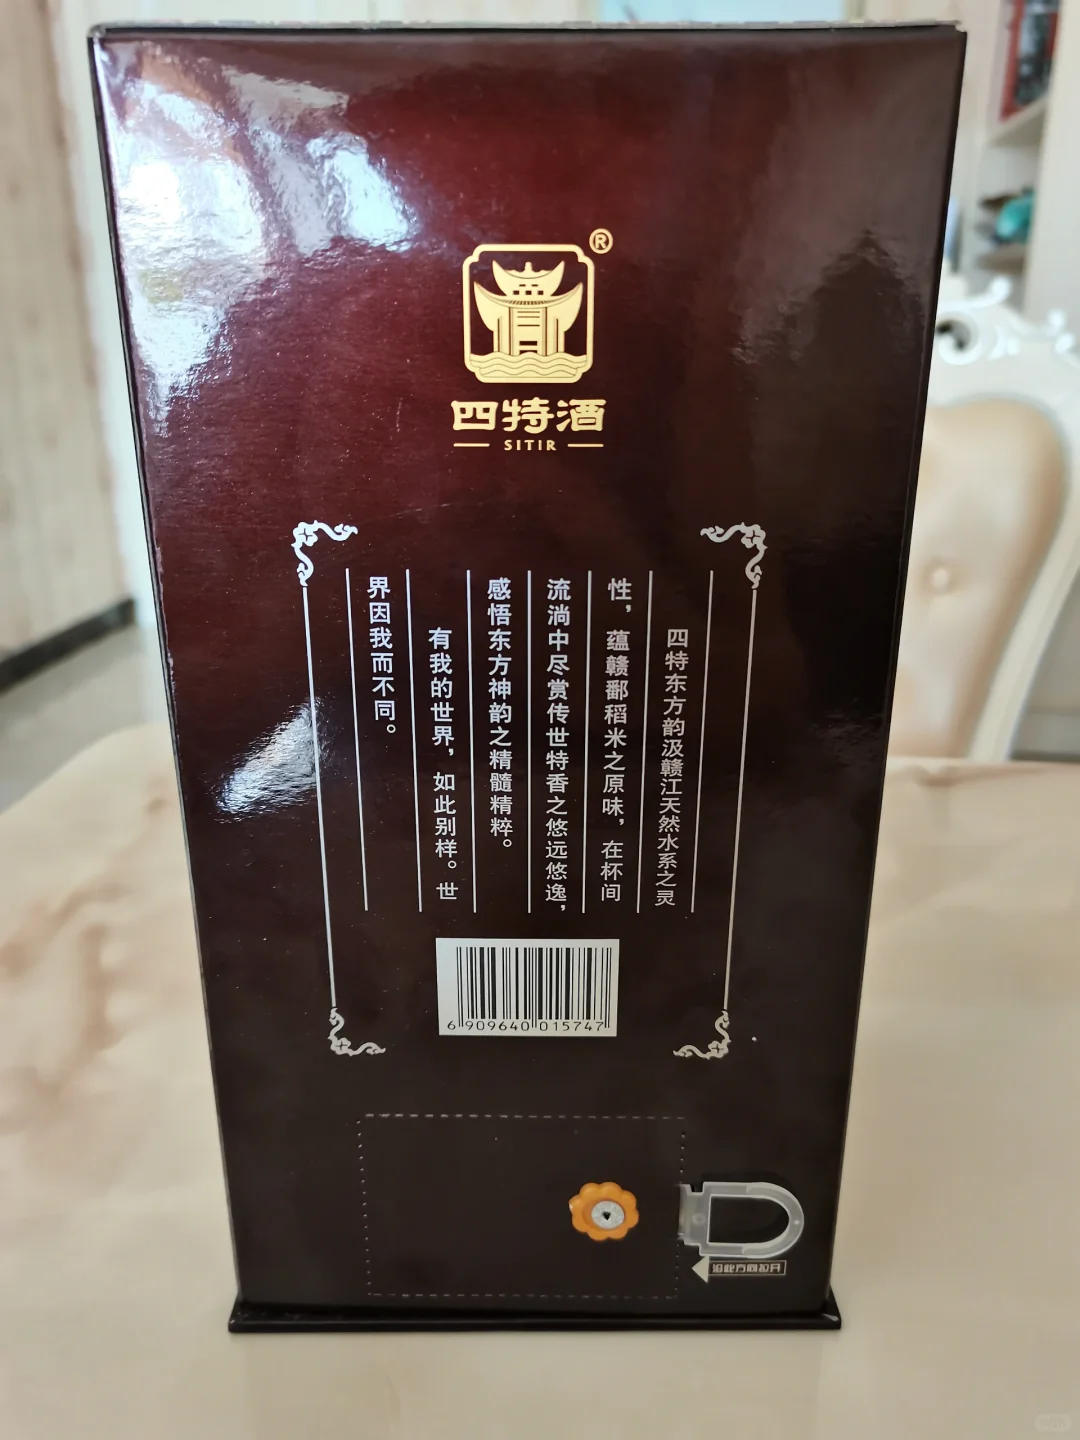 ®
四特酒
SITIR
四特东方韵汲赣江天然水系之灵
性，蕴赣鄱稻米之原味，在杯间
流淌中尽赏传世特香之悠远悠逸，
感悟东方神韵之精髓精粹。
有我的世界，如此别样。世
界因我而不同。
6 909640 015747
沿此方向拉开